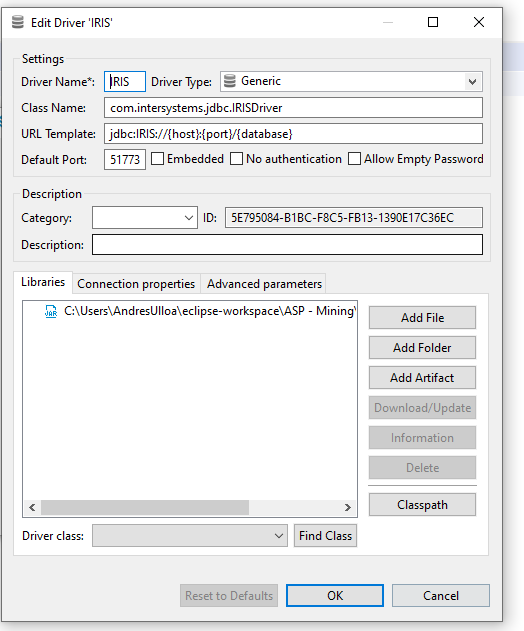 Edit Driver 'IRIS'
Settings
Driver Name*: IRIS Driver Type: Generic
Class Name: com.intersystems.jdbc.IRISDriver
URL Template: jdbc:IRIS://{host}:{port}/{database}
Default Port: 51773 Embedded No authentication Allow Empty Password
Description
Category: ID: 5E795084-B1BC-F8C5-FB13-1390E17C36EC
Description:
Libraries Connection properties Advanced parameters
JAR C:\Users\AndresUlloa\eclipse-workspace\ASP - Mining\
Add File
Add Folder
Add Artifact
Download/Update
Information
Delete
Classpath
Driver class: Find Class
Reset to Defaults OK Cancel